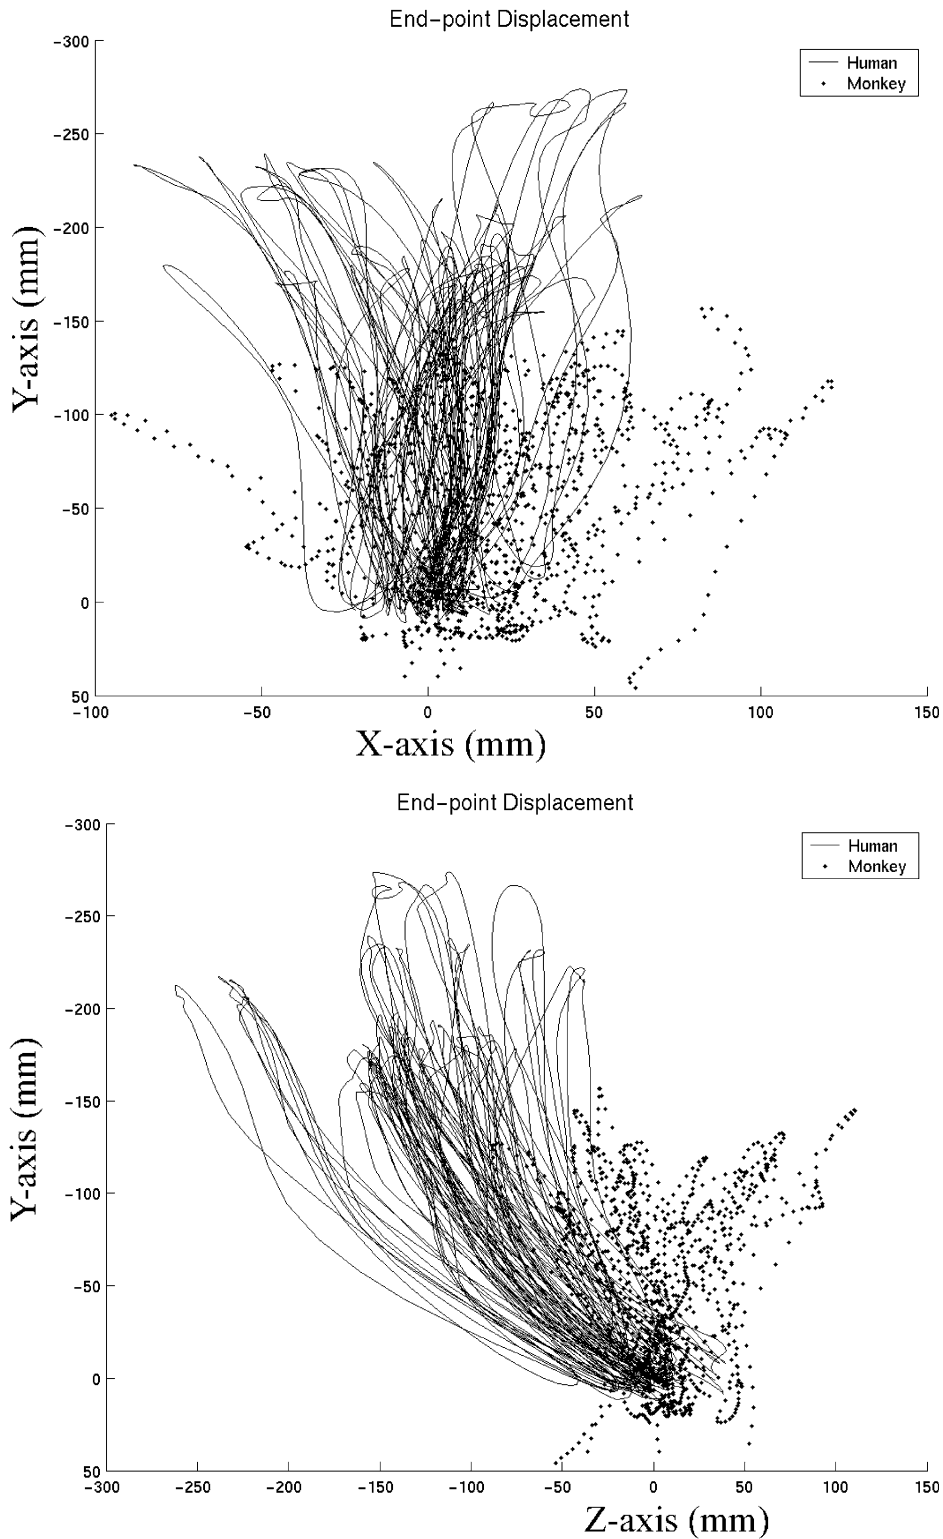 End-point Displacement
-300
Human
Monkey
-250
-200
-150
-100
-50
0
50
Y-axis (mm)
-100 -50 0 50 100 150
X-axis (mm)
End-point Displacement
-300
Human
Monkey
-250
-200
-150
-100
-50
0
50
Y-axis (mm)
-300 -250 -200 -150 -100 -50 0 50 100 150
Z-axis (mm)